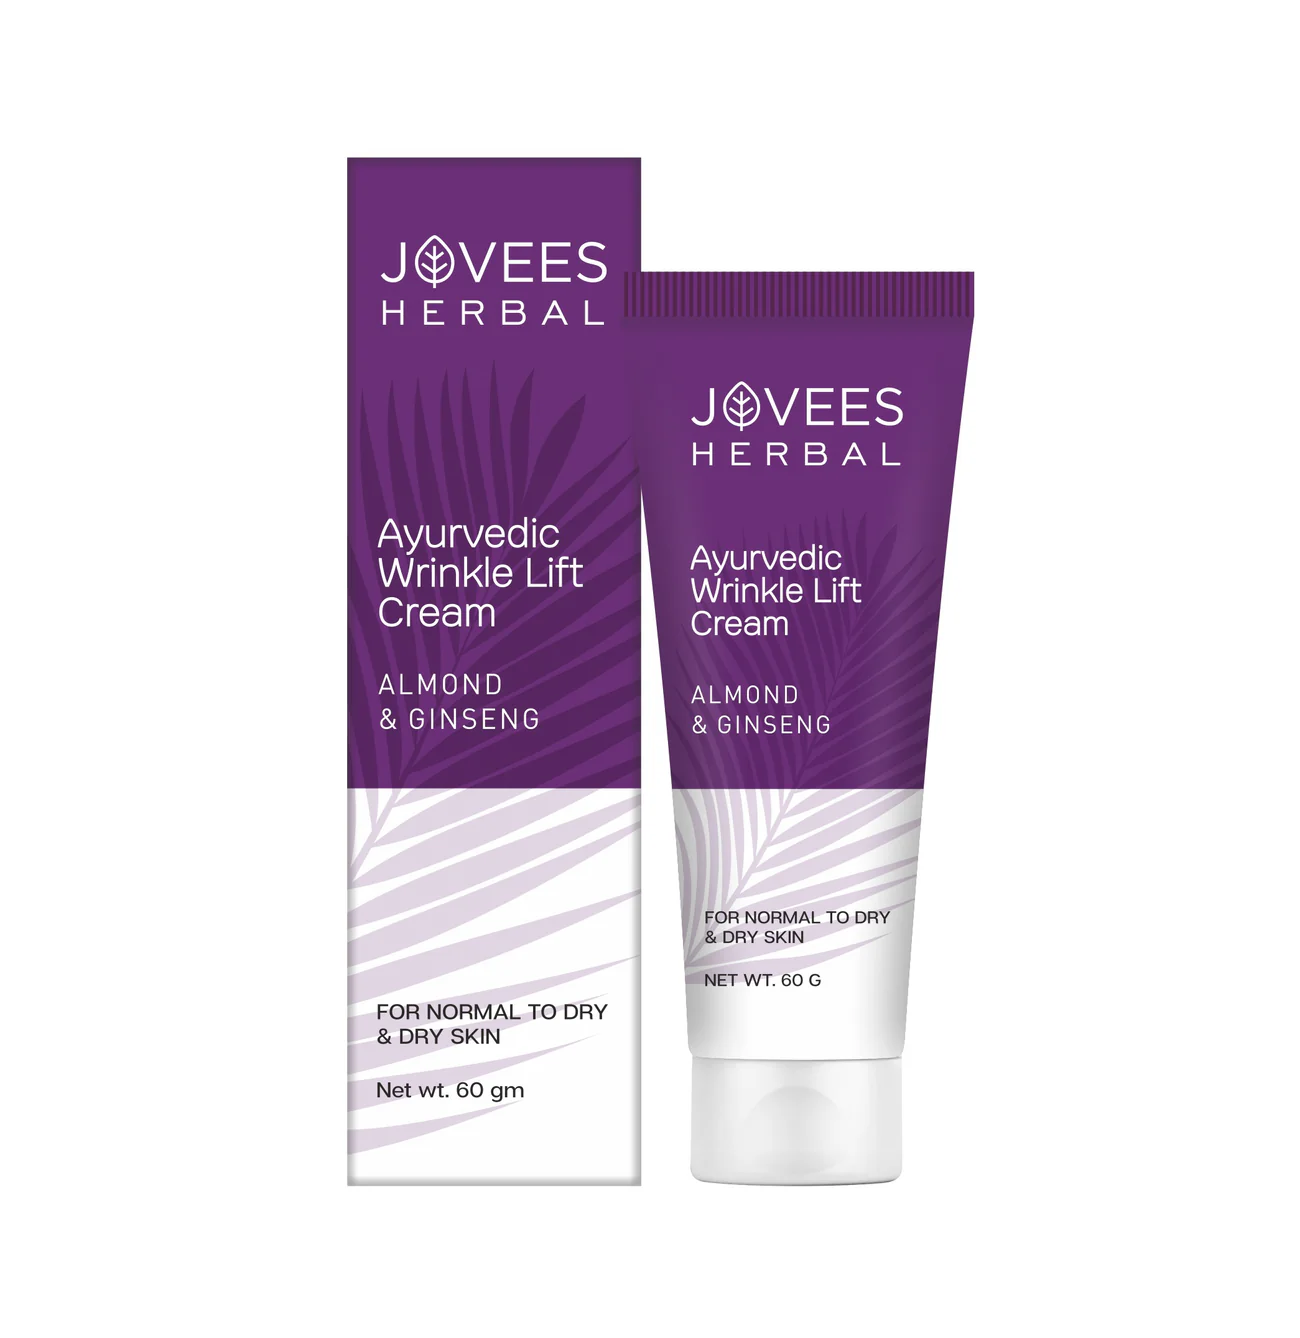 JOVEES
HERBAL
Ayurvedic
Wrinkle Lift
Cream
ALMOND
& GINSENG
FOR NORMAL TO DRY
& DRY SKIN
Net wt. 60 gm
JOVEES
HERBAL
Ayurvedic
Wrinkle Lift
Cream
ALMOND
& GINSENG
FOR NORMAL TO DRY
& DRY SKIN
NET WT. 60 G